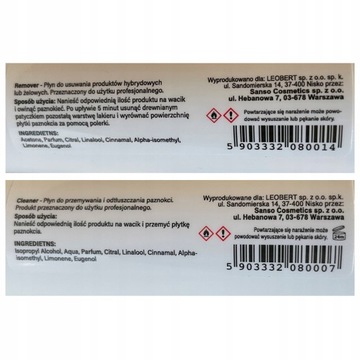 Remover - Płyn do usuwania produktów hybrydowych
lub żelowych. Przeznaczony do użytku profesjonalnego.
Sposób użycia: Nanieść odpowiednią ilość produktu na wacik
i owinąć paznokieć. Po upływie 5 minut usunąć drewnianym
patyczkiem pozostałą warstwę lakieru i wyrównać powierzchnię
płytki paznokcia za pomocą polerki.
INGREDIETNS:
Acetona, Parfum, Citral, Linalool, Cinnamal, Alpha-isomethyl,
Limonene, Eugenol
Wyprodukowano dla: LEOBERT sp. z o.o. sp.k.
ul. Sandomierska 14, 37-400 Nisko przez:
Sanso Cosmetics sp. z o.o.
ul. Hebanowa 7, 03-678 Warszawa
Powtarzające się narażenie może
powodować wysuszanie lub pękanie skóry.
5 903332 080014
Cleaner - Płyn do przemywania i odtłuszczania paznokci.
Produkt przeznaczony do użytku profesjonalnego.
Sposób użycia:
Nanieść odpowiednią ilość produktu na wacik i przemyć płytkę
paznokcia.
INGREDIETNS:
Isopropyl Alcohol, Aqua, Parfum, Citral, Linalool, Cinnamal, Alpha-
isomethyl, Limonene, Eugenol
Wyprodukowane dla: LEOBERT sp. z o.o. sp.k.
ul. Sandomierska 14, 37-400 Nisko przez:
Sanso Cosmetics sp z o.o.
ul. Hebanowa 7, 03-678 Warszawa
Powtarzające się narażenie może
powodować wysuszanie lub pękanie skóry.
24m
5 903332 080007